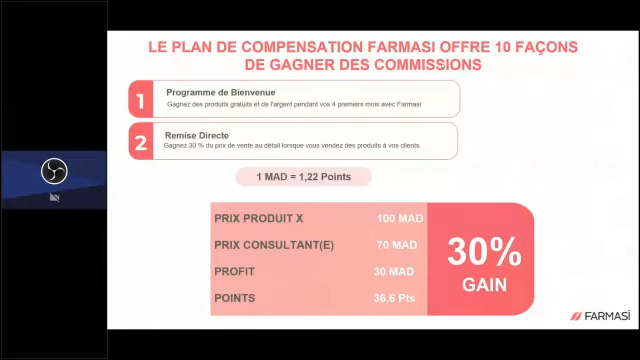 LE PLAN DE COMPENSATION FARMASI OFFRE 10 FAÇONS
DE GAGNER DES COMMISSIONS
1
Programme de Bienvenue
Gagnez des produits gratuits et de l'argent pendant vos 4 premiers mois avec Farmasi
2
Remise Directe
Gagnez 30 % du prix de vente au détail lorsque vous vendez des produits à vos clients.
1 MAD = 1,22 Points
PRIX PRODUIT X 100 MAD
PRIX CONSULTANT(E) 70 MAD
PROFIT 30 MAD
POINTS 36,6 Pts
30%
GAIN
FARMASİ